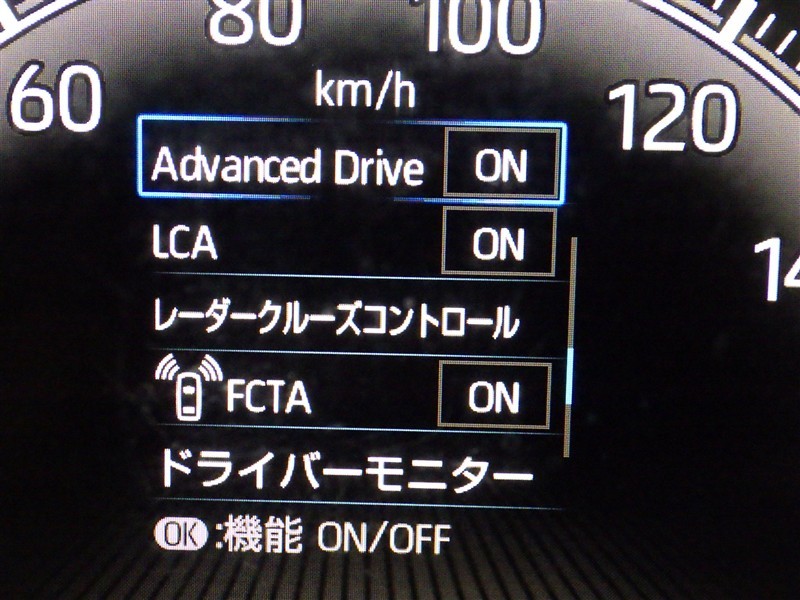 80 100
60 km/h 120
Advanced Drive ON
LCA ON
14
レーダークルーズコントロール
FCTA ON
ドライバーモニター
OK:機能 ON/OFF